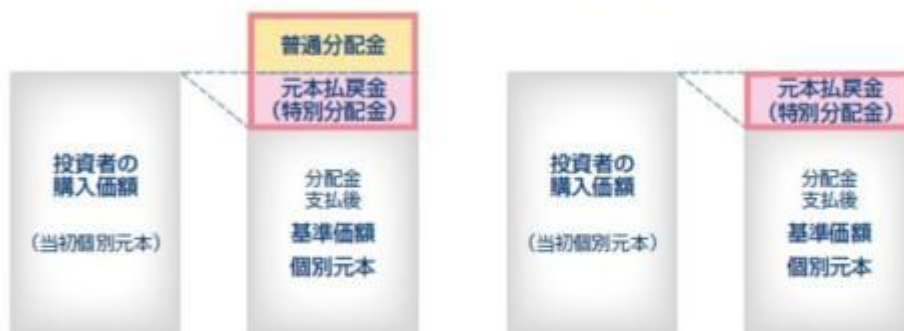 普通分配金
元本払戻金
（特別分配金）
投資者の
購入価額
（当初個別元本）
分配金
支払後
基準価額
個別元本
元本払戻金
（特別分配金）
投資者の
購入価額
（当初個別元本）
分配金
支払後
基準価額
個別元本